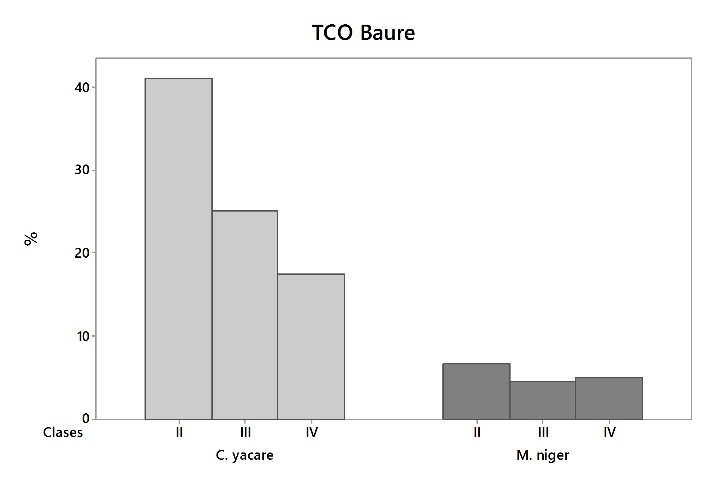 TCO Baure
40
30
%
20
10
0
Clases II III IV II III IV
C. yacare M. niger